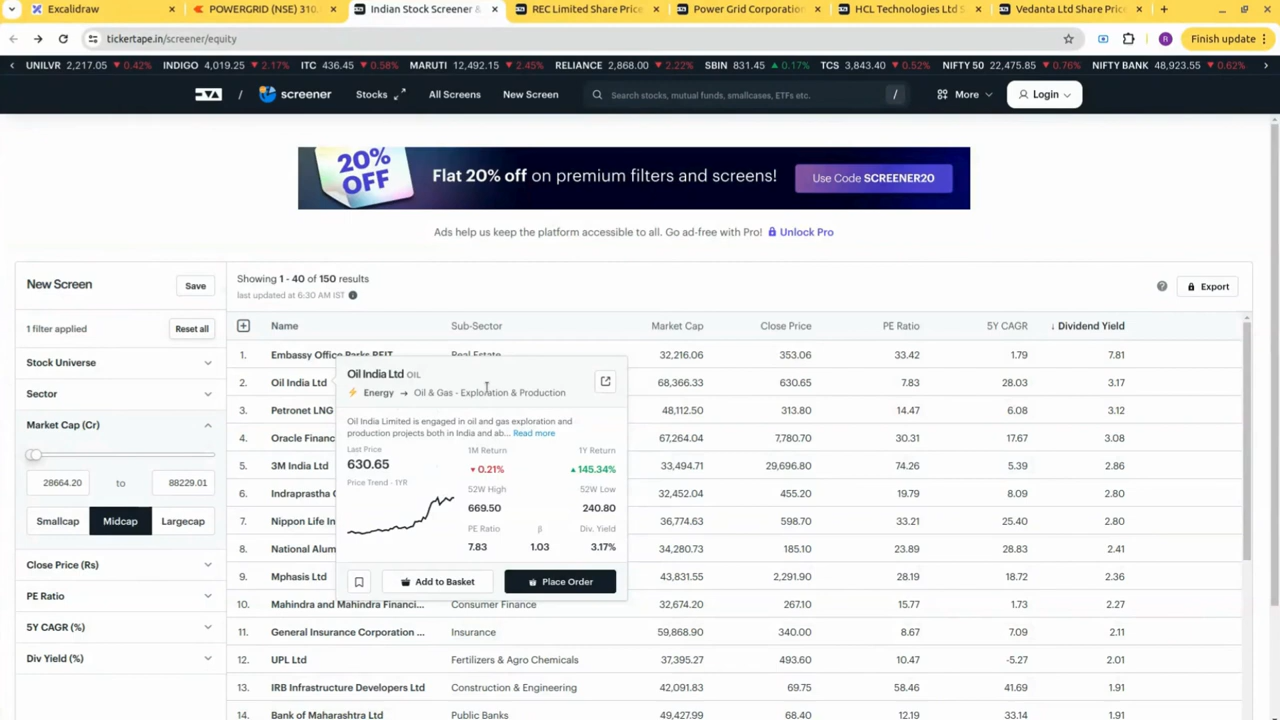 Excalidraw
POWERGRID (NSE) 310.
Indian Stock Screener &
REC Limited Share Price
Power Grid Corporation
HCL Technologies Ltd S
Vedanta Ltd Share Price
tickertape.in/screener/equity
R
Finish update
UNILVR 2,217.05 ▼ 0.42% INDIGO 4,019.25 ▼ 2.17% ITC 436.45 ▼ 0.58% MARUTI 12,492.15 ▼ 2.45% RELIANCE 2,868.00 ▼ 2.22% SBIN 831.45 ▲ 0.17% TCS 3,843.40 ▼ 0.52% NIFTY 50 22,475.85 ▼ 0.76% NIFTY BANK 48,923.55 ▼ 0.62%
/ screener Stocks All Screens New Screen Search stocks, mutual funds, smallcases, ETFs etc. / More Login
20% OFF
Flat 20% off on premium filters and screens!
Use Code SCREENER20
Ads help us keep the platform accessible to all. Go ad-free with Pro! Unlock Pro
New Screen
Save
1 filter applied
Reset all
Stock Universe
Sector
Market Cap (Cr)
28664.20 to 88229.01
Smallcap Midcap Largecap
Close Price (Rs)
PE Ratio
5Y CAGR (%)
Div Yield (%)
Showing 1 - 40 of 150 results
last updated at 6:30 AM IST
Export
Name Sub-Sector Market Cap Close Price PE Ratio 5Y CAGR ↓ Dividend Yield
1. Embassy Office Parks REIT Real Estate 32,216.06 353.06 33.42 1.79 7.81
2. Oil India Ltd 68,366.33 630.65 7.83 28.03 3.17
3. Petronet LNG 48,112.50 313.80 14.47 6.08 3.12
4. Oracle Financ 67,264.04 7,780.70 30.31 17.67 3.08
5. 3M India Ltd 33,494.71 29,696.80 74.26 5.39 2.86
6. Indraprastha 32,452.04 455.20 19.79 8.09 2.80
7. Nippon Life In 36,774.63 598.70 33.21 25.40 2.80
8. National Alum 34,280.73 185.10 23.89 28.83 2.41
9. Mphasis Ltd 43,831.55 2,291.90 28.19 18.72 2.36
10. Mahindra and Mahindra Financi... Consumer Finance 32,674.20 267.10 15.77 1.73 2.27
11. General Insurance Corporation ... Insurance 59,868.90 340.00 8.67 7.09 2.11
12. UPL Ltd Fertilizers & Agro Chemicals 37,395.27 493.60 10.47 -5.27 2.01
13. IRB Infrastructure Developers Ltd Construction & Engineering 42,091.83 69.75 58.46 41.69 1.91
14. Bank of Maharashtra Ltd Public Banks 49,427.99 68.40 12.19 33.14 1.91
Oil India Ltd OIL
Energy → Oil & Gas - Exploration & Production
Oil India Limited is engaged in oil and gas exploration and
production projects both in India and ab... Read more
Last Price 1M Return 1Y Return
630.65 ▼ 0.21% ▲ 145.34%
Price Trend - 1YR 52W High 52W Low
669.50 240.80
PE Ratio β Div. Yield
7.83 1.03 3.17%
Add to Basket Place Order